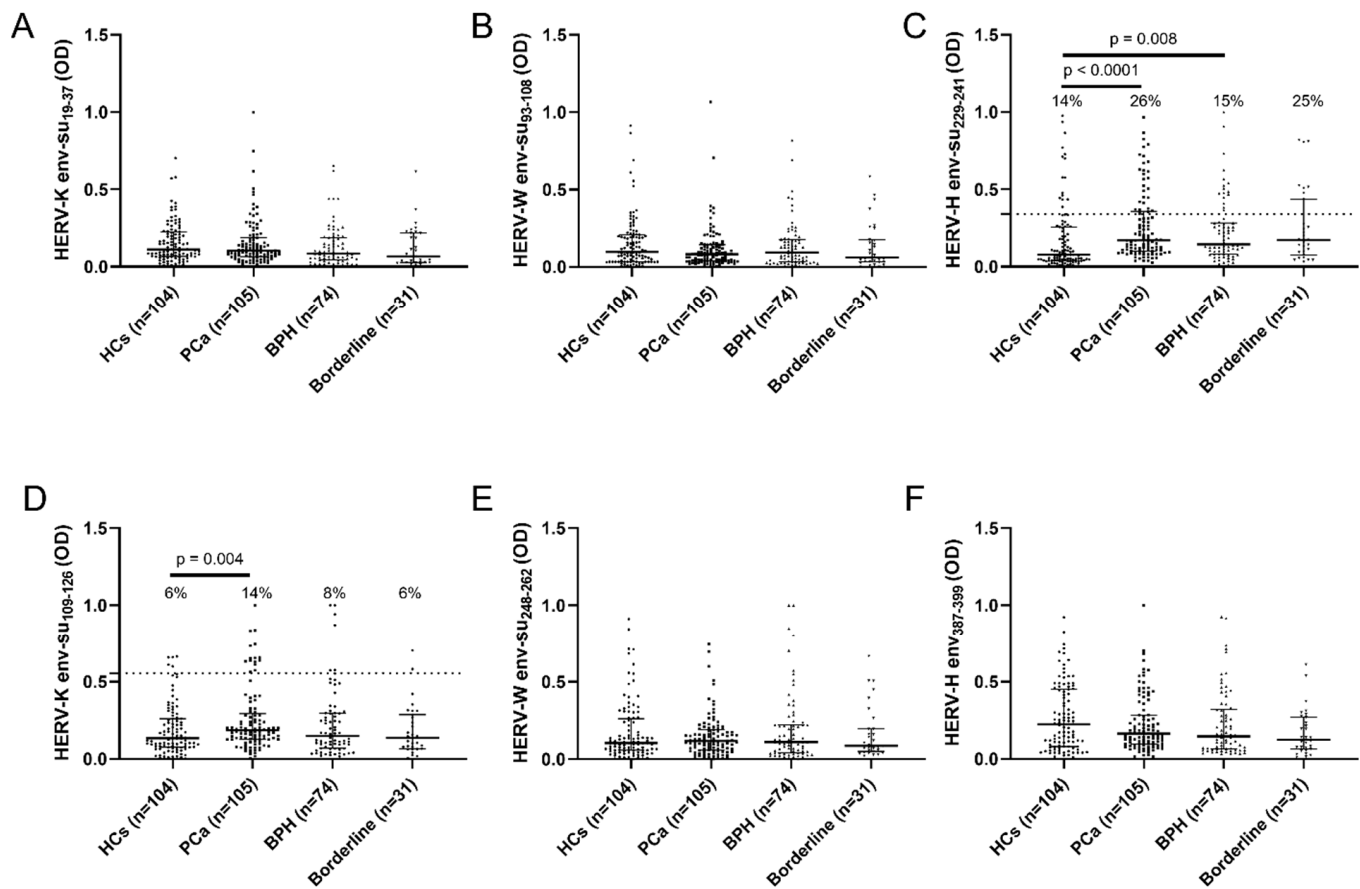 A
HERV-K env-su19-37 (OD)
1.5
1.0
0.5
0.0
HCs (n=104)
PCa (n=105)
BPH (n=74)
Borderline (n=31)
B
HERV-W env-su93-108 (OD)
1.5
1.0
0.5
0.0
HCs (n=104)
PCa (n=105)
BPH (n=74)
Borderline (n=31)
C
HERV-H env-su229-241 (OD)
1.5
1.0
0.5
0.0
p = 0.008
p < 0.0001
14% 26% 15% 25%
HCs (n=104)
PCa (n=105)
BPH (n=74)
Borderline (n=31)
D
HERV-K env-su109-126 (OD)
1.5
1.0
0.5
0.0
p = 0.004
6% 14% 8% 6%
HCs (n=104)
PCa (n=105)
BPH (n=74)
Borderline (n=31)
E
HERV-W env-su248-262 (OD)
1.5
1.0
0.5
0.0
HCs (n=104)
PCa (n=105)
BPH (n=74)
Borderline (n=31)
F
HERV-H env387-399 (OD)
1.5
1.0
0.5
0.0
HCs (n=104)
PCa (n=105)
BPH (n=74)
Borderline (n=31)